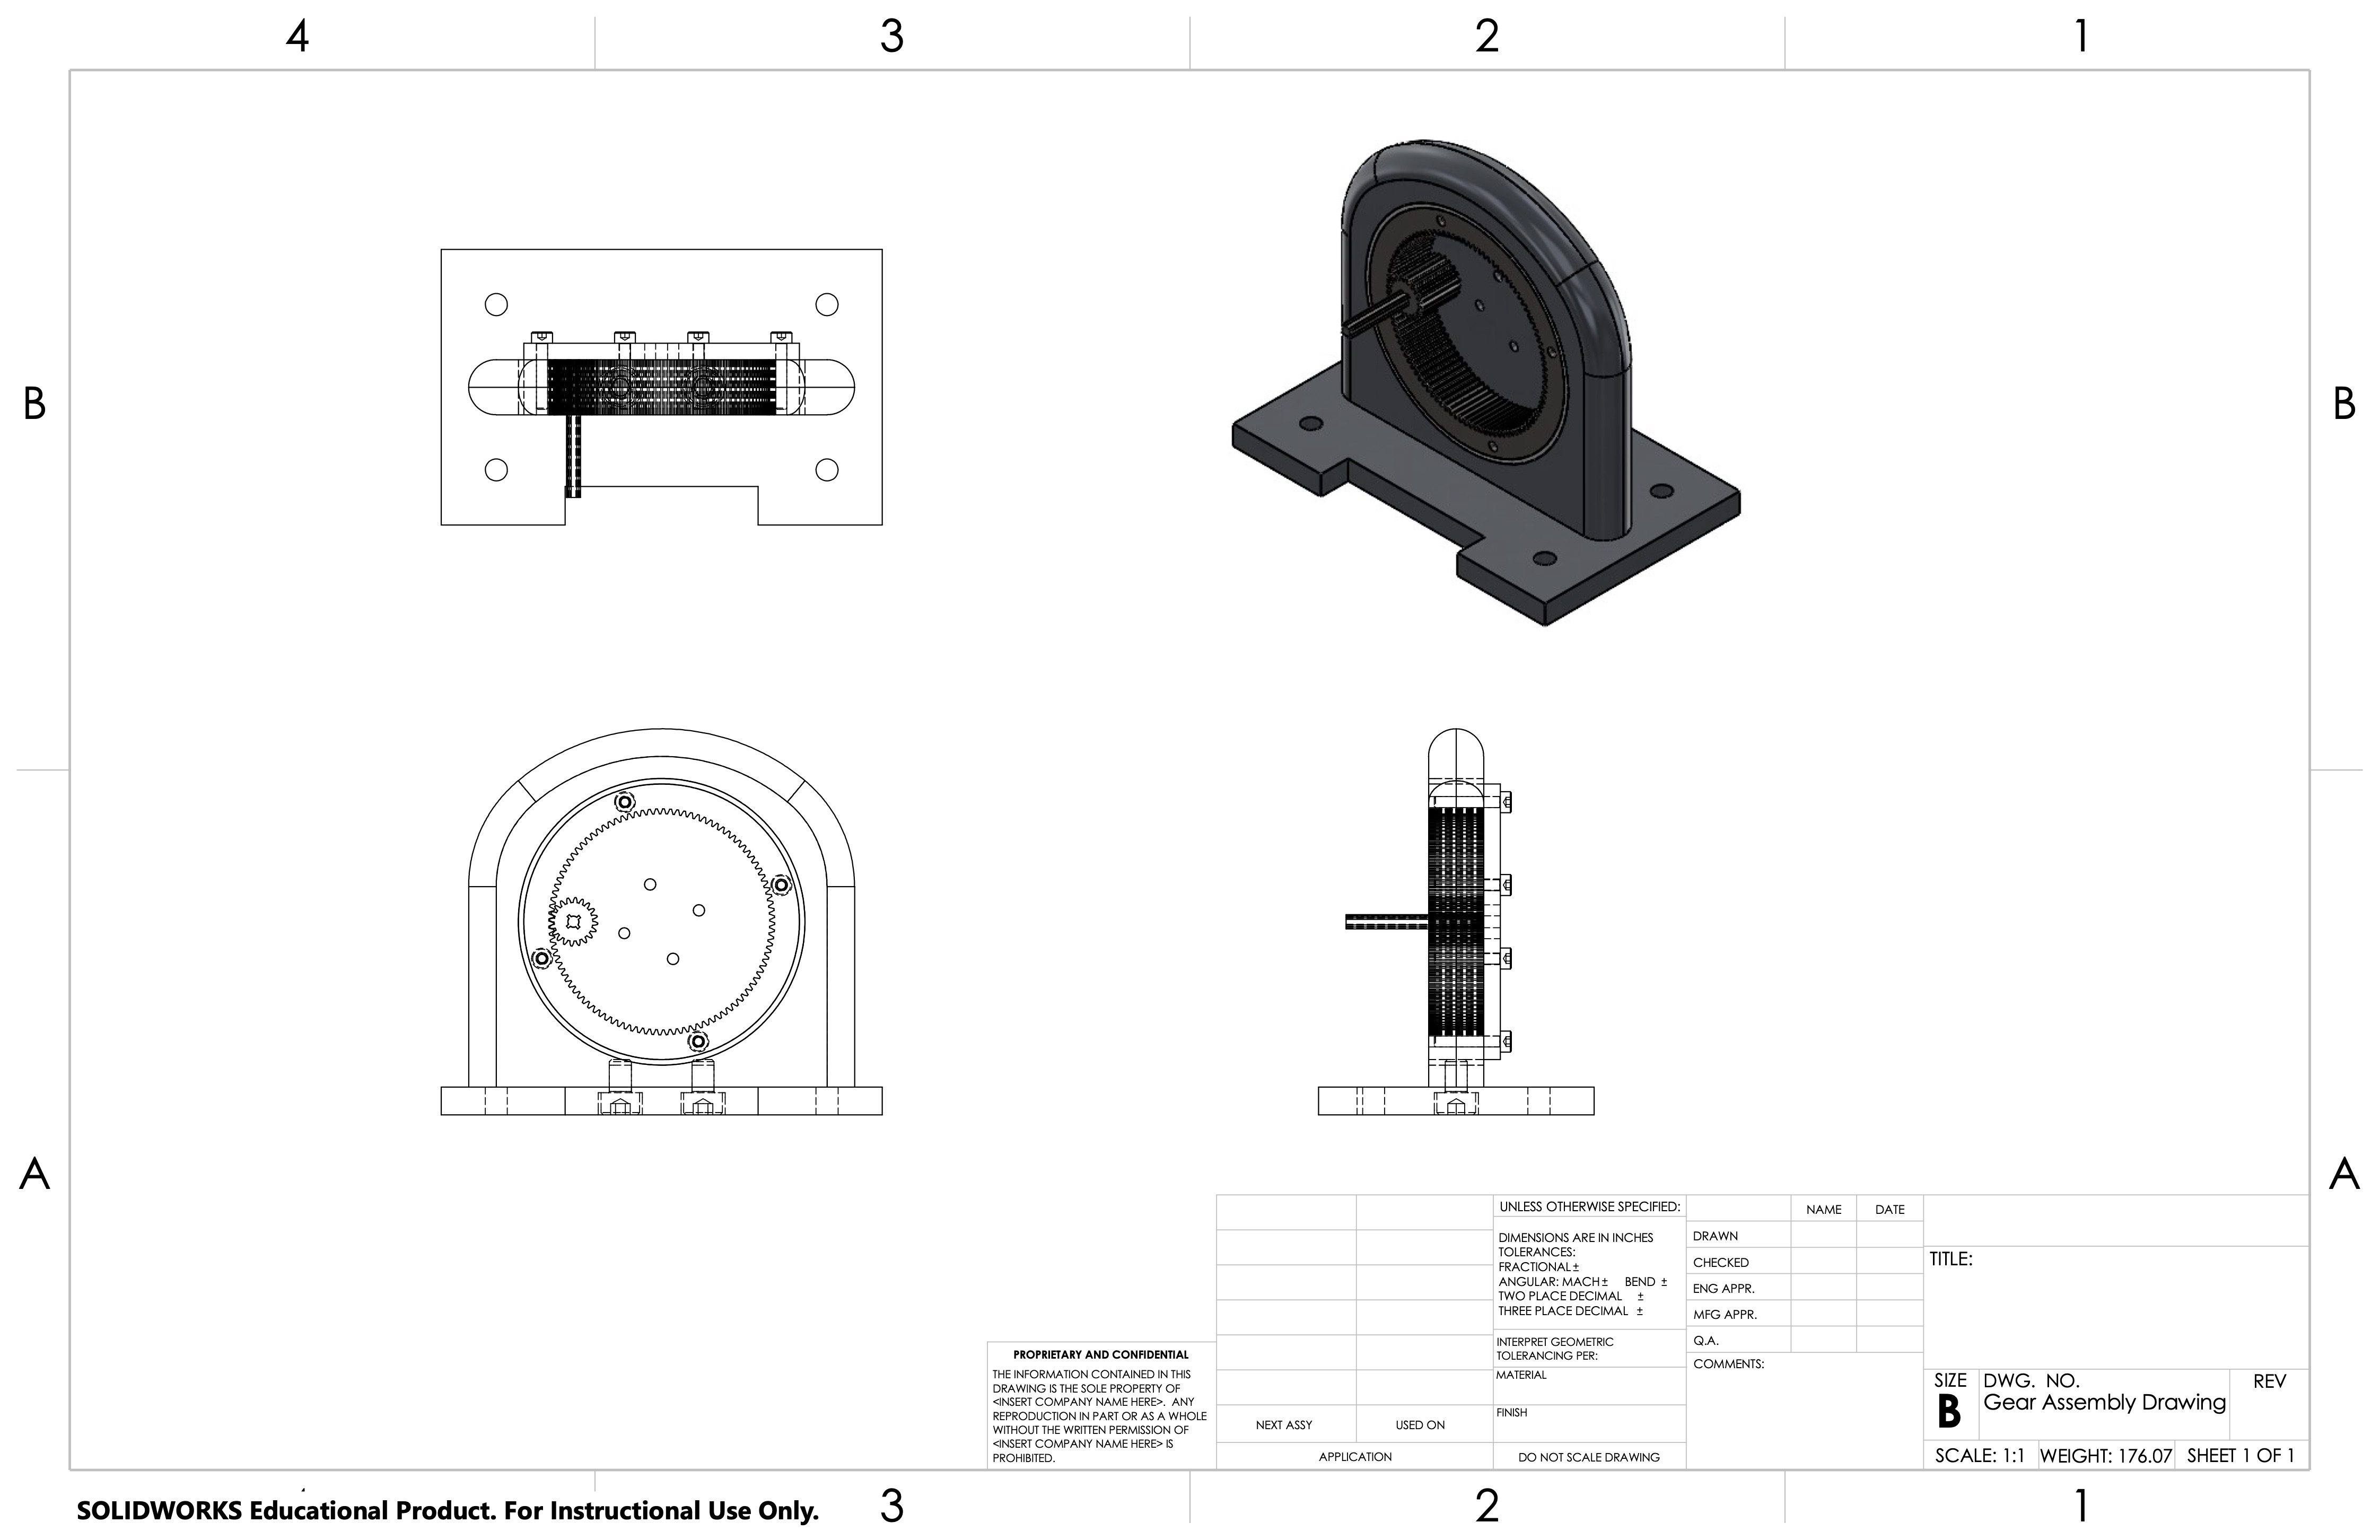 4 3 2 1
B B
A A
UNLESS OTHERWISE SPECIFIED:
DIMENSIONS ARE IN INCHES
TOLERANCES:
FRACTIONAL ±
ANGULAR: MACH ± BEND ±
TWO PLACE DECIMAL ±
THREE PLACE DECIMAL ±
INTERPRET GEOMETRIC
TOLERANCING PER:
MATERIAL
FINISH
DO NOT SCALE DRAWING
NAME DATE
DRAWN
CHECKED
ENG APPR.
MFG APPR.
Q.A.
COMMENTS:
TITLE:
SIZE DWG. NO. REV
B Gear Assembly Drawing
SCALE: 1:1 WEIGHT: 176.07 SHEET 1 OF 1
PROPRIETARY AND CONFIDENTIAL
THE INFORMATION CONTAINED IN THIS
DRAWING IS THE SOLE PROPERTY OF
<INSERT COMPANY NAME HERE>. ANY
REPRODUCTION IN PART OR AS A WHOLE
WITHOUT THE WRITTEN PERMISSION OF
<INSERT COMPANY NAME HERE> IS
PROHIBITED.
NEXT ASSY USED ON
APPLICATION
SOLIDWORKS Educational Product. For Instructional Use Only.
3 2 1